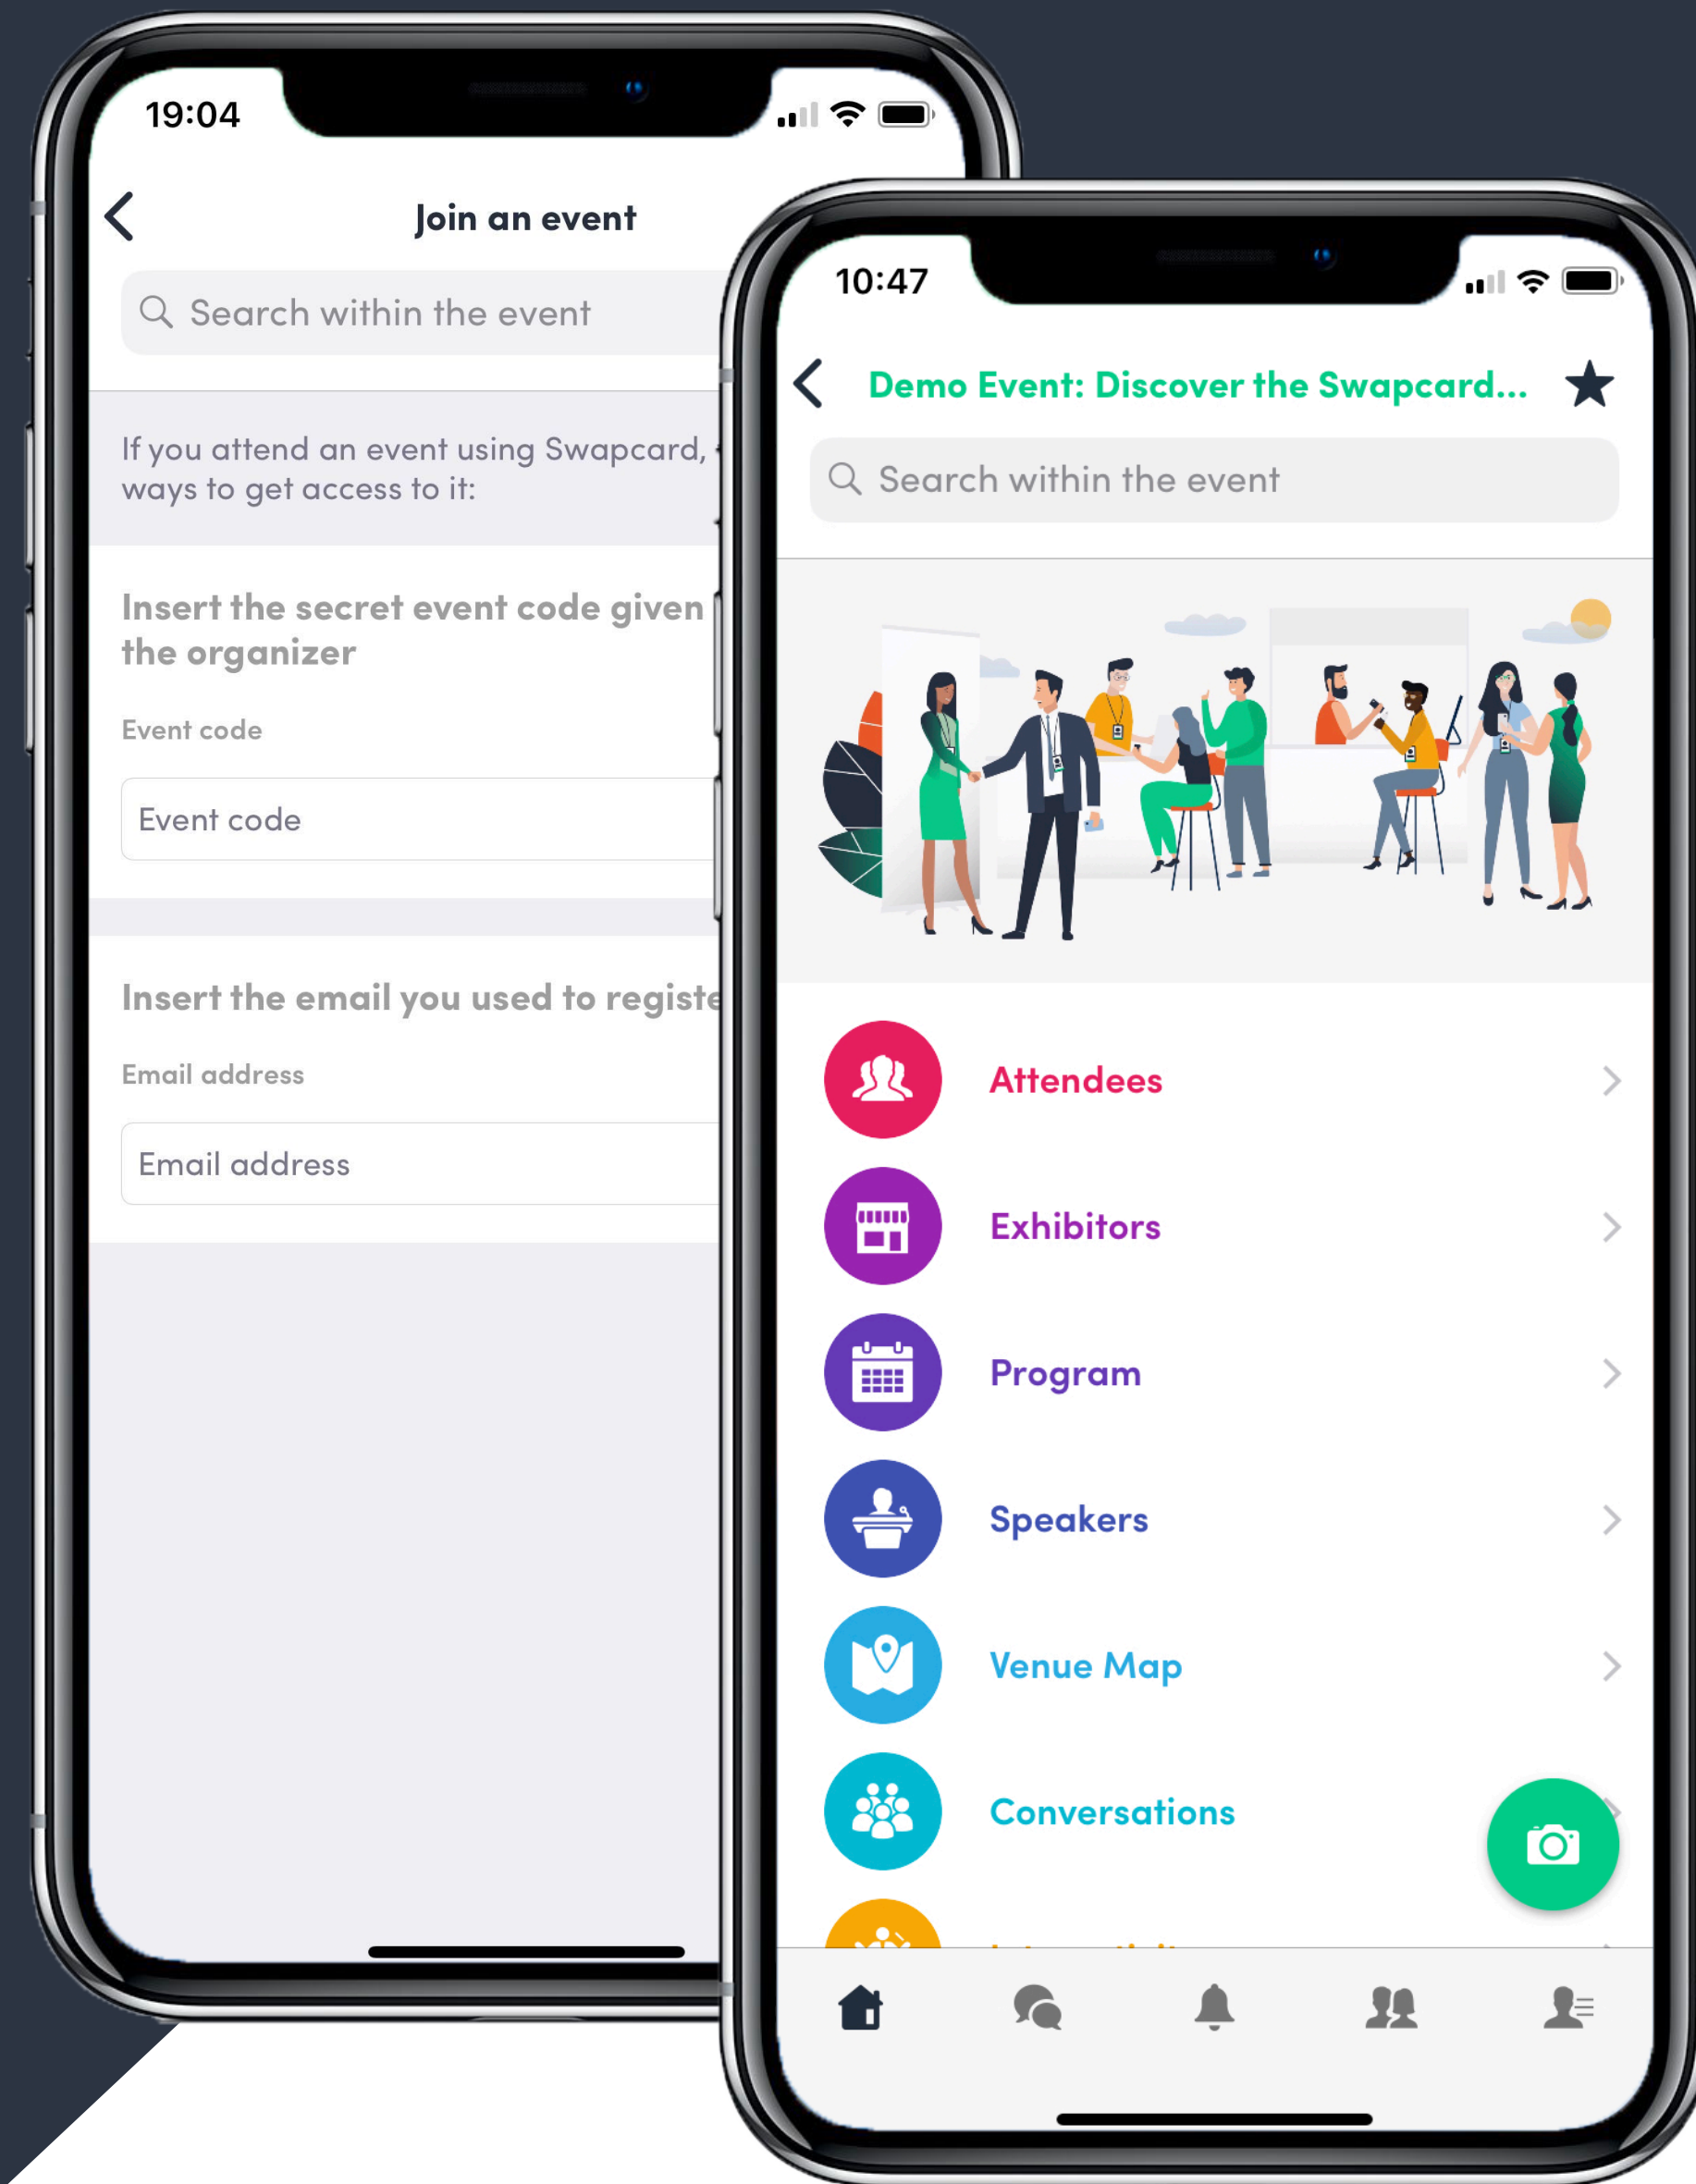 19:04
Join an event
Search within the event
If you attend an event using Swapcard,
ways to get access to it:
Insert the secret event code given
the organizer
Event code
Event code
Insert the email you used to registe
Email address
Email address
10:47
Demo Event: Discover the Swapcard...
Search within the event
Attendees
Exhibitors
Program
Speakers
Venue Map
Conversations